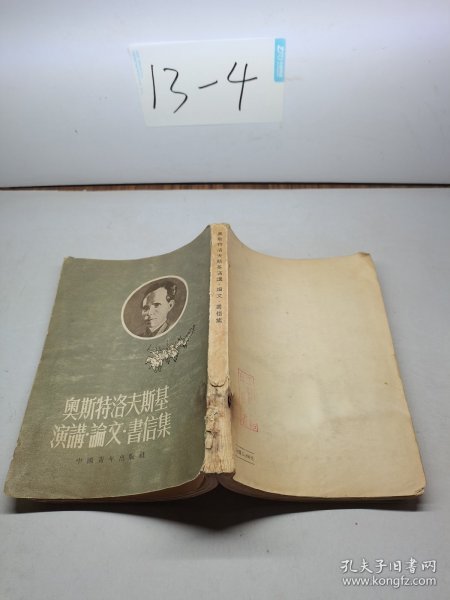 13-4
奧斯特洛夫斯基演講·論文·書信集
奧斯特洛夫斯基
演講·論文·書信集
中國青年出版社
孔夫子旧书网
www.kongfz.com